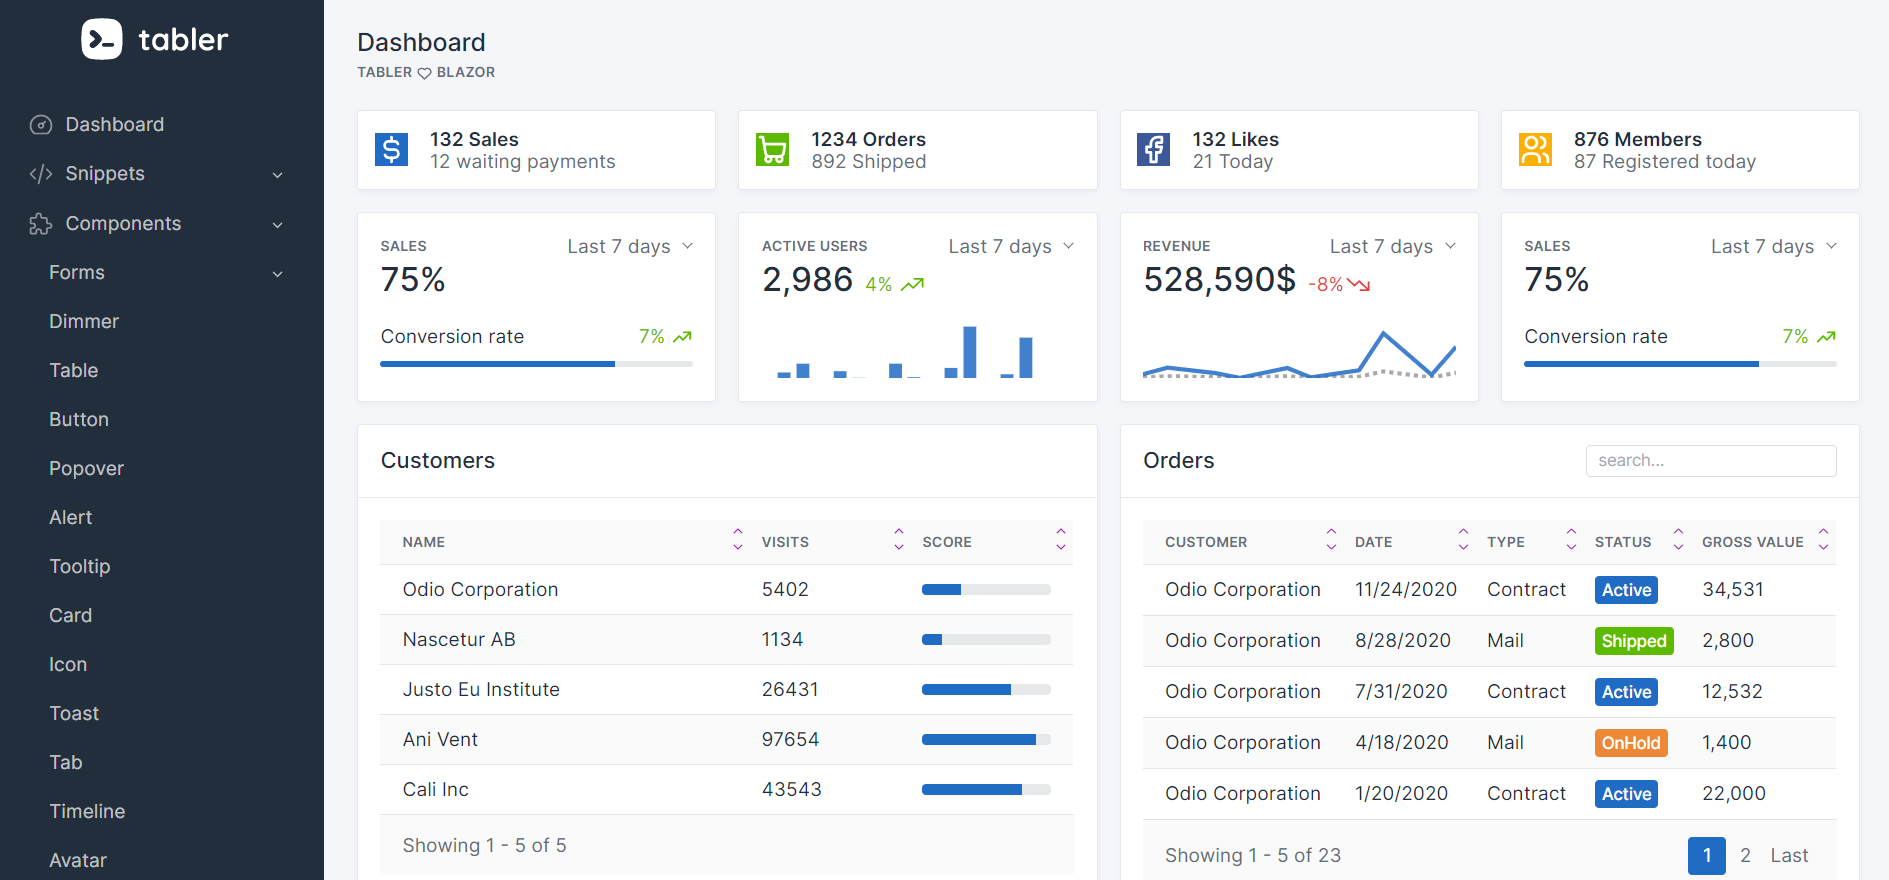 tabler
Dashboard
Snippets
Components
Forms
Dimmer
Table
Button
Popover
Alert
Tooltip
Card
Icon
Toast
Tab
Timeline
Avatar
Dashboard
TABLER BLAZOR
132 Sales
12 waiting payments
1234 Orders
892 Shipped
132 Likes
21 Today
876 Members
87 Registered today
SALES Last 7 days
75%
Conversion rate 7%
ACTIVE USERS Last 7 days
2,986 4%
REVENUE Last 7 days
528,590$ -8%
SALES Last 7 days
75%
Conversion rate 7%
Customers
NAME VISITS SCORE
Odio Corporation 5402
Nascetur AB 1134
Justo Eu Institute 26431
Ani Vent 97654
Cali Inc 43543
Showing 1 - 5 of 5
Orders search...
CUSTOMER DATE TYPE STATUS GROSS VALUE
Odio Corporation 11/24/2020 Contract Active 34,531
Odio Corporation 8/28/2020 Mail Shipped 2,800
Odio Corporation 7/31/2020 Contract Active 12,532
Odio Corporation 4/18/2020 Mail OnHold 1,400
Odio Corporation 1/20/2020 Contract Active 22,000
Showing 1 - 5 of 23 1 2 Last